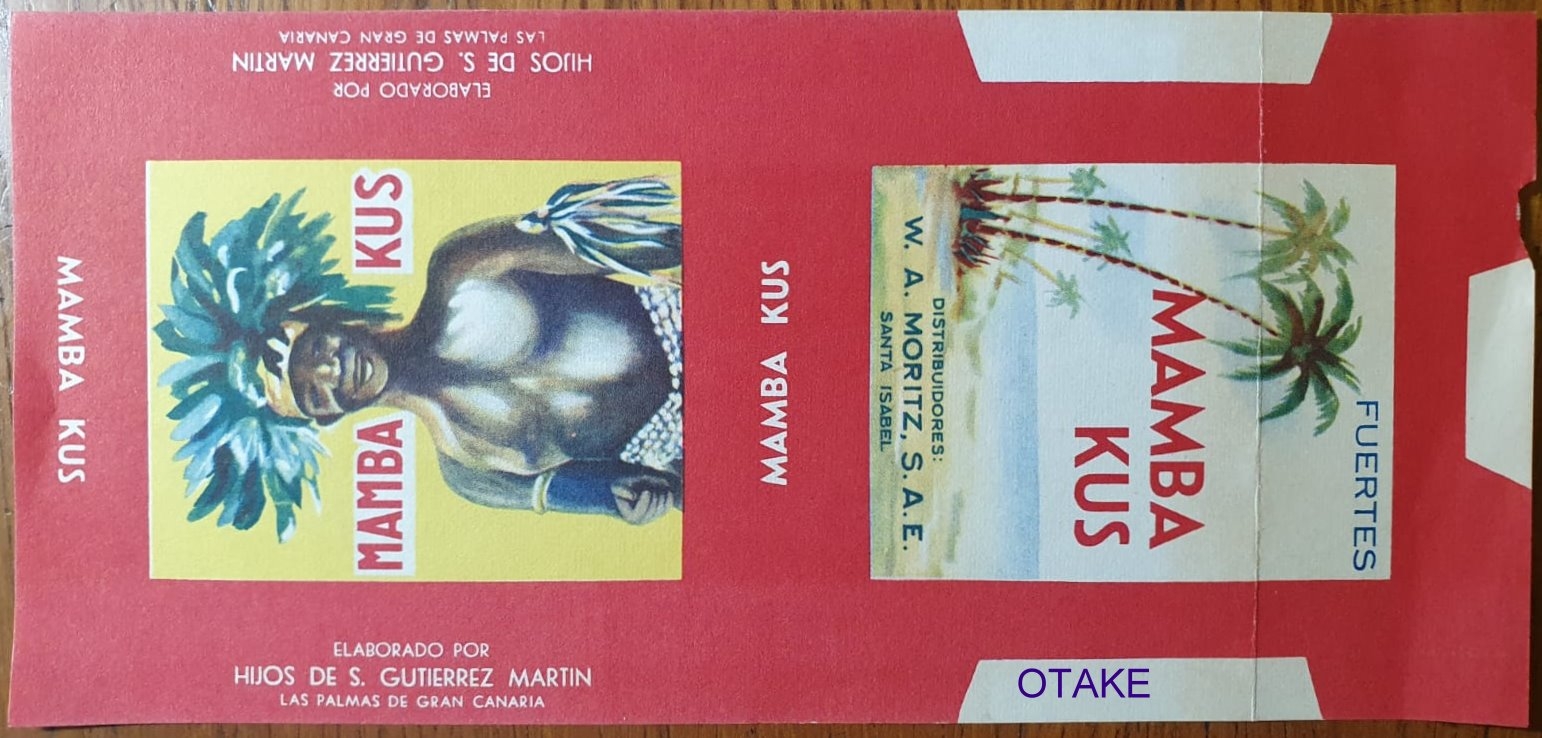 ELABORADO POR
HIJOS DE S. GUTIERREZ MARTIN
LAS PALMAS DE GRAN CANARIA
MAMBA KUS
MAMBA KUS
MAMBA KUS
FUERTES
MAMBA
KUS
DISTRIBUIDORES:
W. A. MORITZ, S. A. E.
SANTA ISABEL
ELABORADO POR
HIJOS DE S. GUTIERREZ MARTIN
LAS PALMAS DE GRAN CANARIA
OTAKE